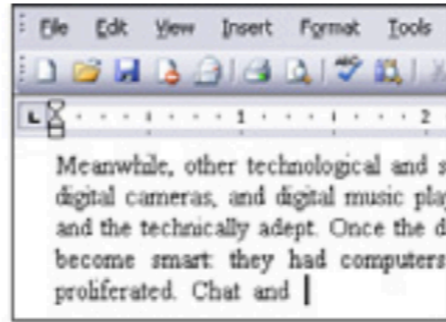 File Edit View Insert Format Tools
L 1 2
Meanwhile, other technological and s
digital cameras, and digital music play
and the technically adept. Once the d
become smart: they had computers
proliferated. Chat and